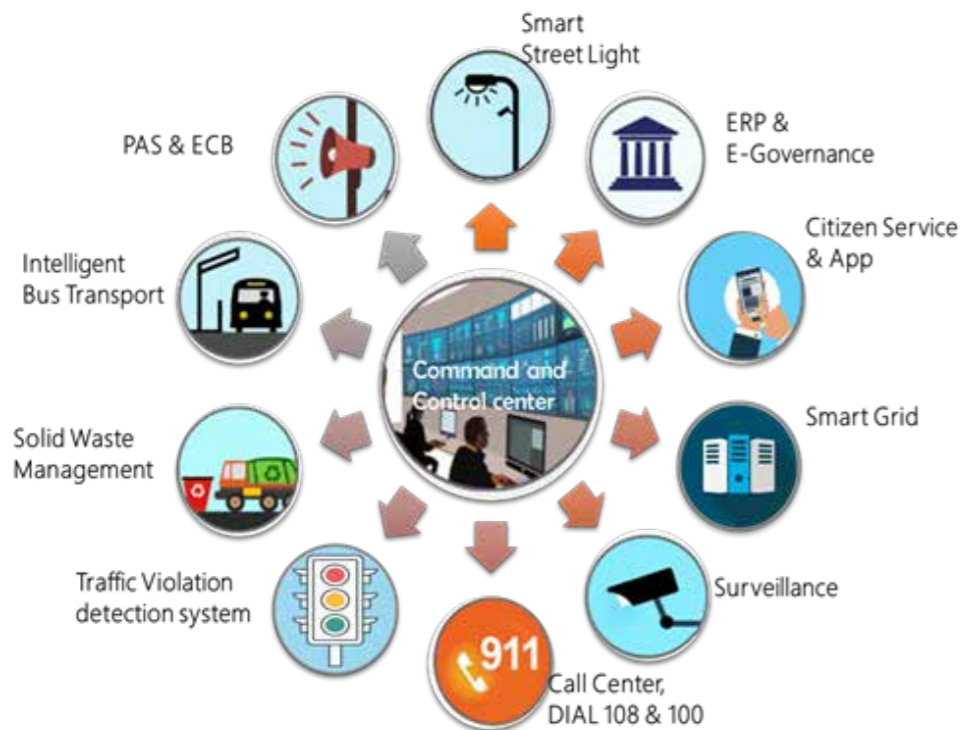 Smart
Street Light
ERP &
E-Governance
Citizen Service
& App
Smart Grid
Surveillance
911
Call Center,
DIAL 108 & 100
Traffic Violation
detection system
Solid Waste
Management
Intelligent
Bus Transport
PAS & ECB
Command and
Control center